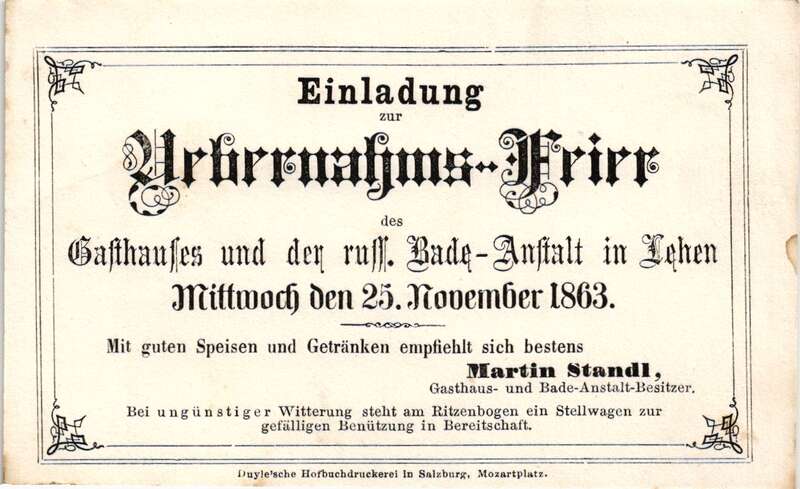 Einladung
zur
Uebernahms-Feier
des
Gasthauses und der russ. Bade-Anstalt in Lehen
Mittwoch den 25. November 1863.
Mit guten Speisen und Getränken empfiehlt sich bestens
Martin Standl,
Gasthaus- und Bade-Anstalt-Besitzer.
Bei ungünstiger Witterung steht am Ritzenbogen ein Stellwagen zur
gefälligen Benützung in Bereitschaft.
Duyle'sche Hofbuchdruckerei in Salzburg, Mozartplatz.